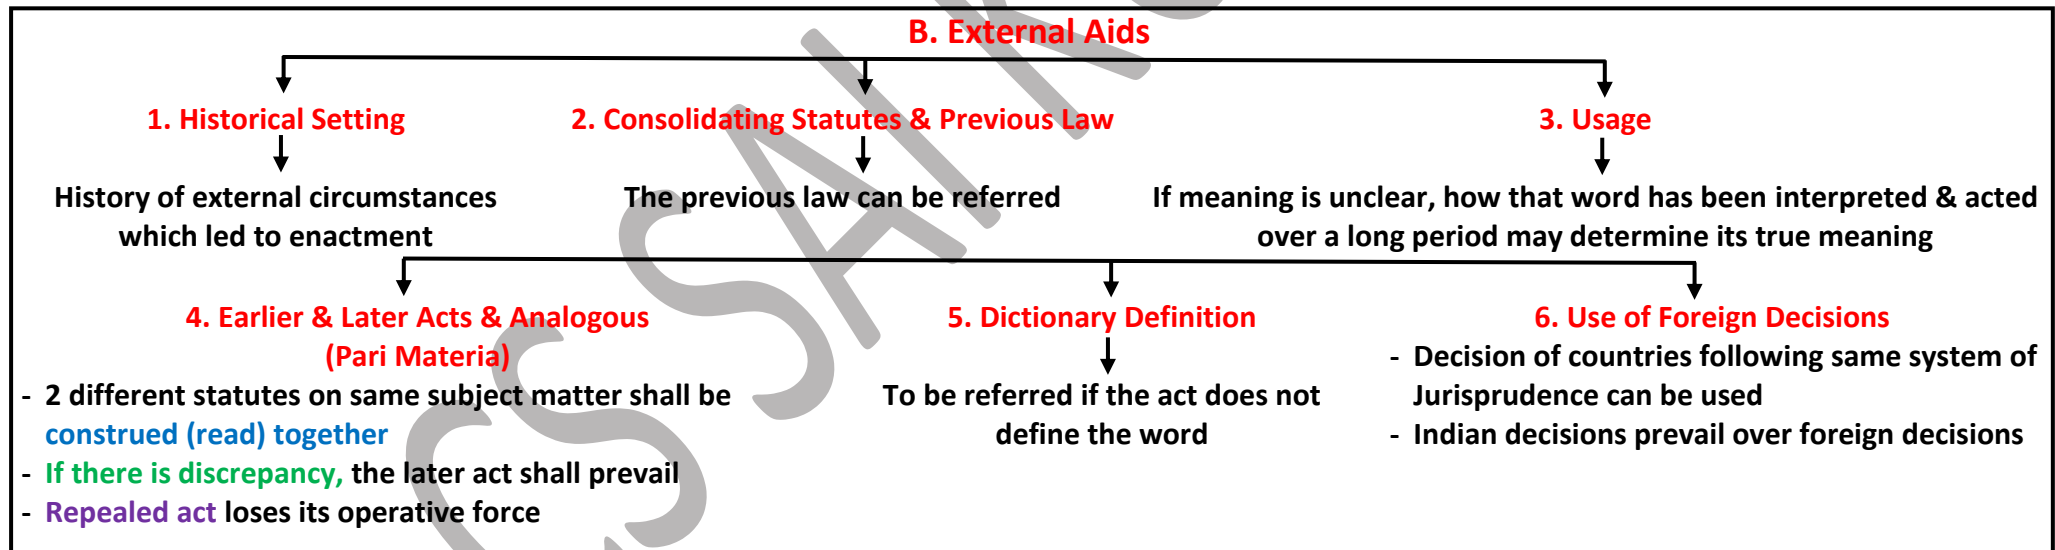 B. External Aids
1. Historical Setting
2. Consolidating Statutes & Previous Law
3. Usage
History of external circumstances
which led to enactment
The previous law can be referred
If meaning is unclear, how that word has been interpreted & acted
over a long period may determine its true meaning
4. Earlier & Later Acts & Analogous
(Pari Materia)
- 2 different statutes on same subject matter shall be
construed (read) together
- If there is discrepancy, the later act shall prevail
- Repealed act loses its operative force
5. Dictionary Definition
To be referred if the act does not
define the word
6. Use of Foreign Decisions
- Decision of countries following same system of
Jurisprudence can be used
- Indian decisions prevail over foreign decisions
CS SAI